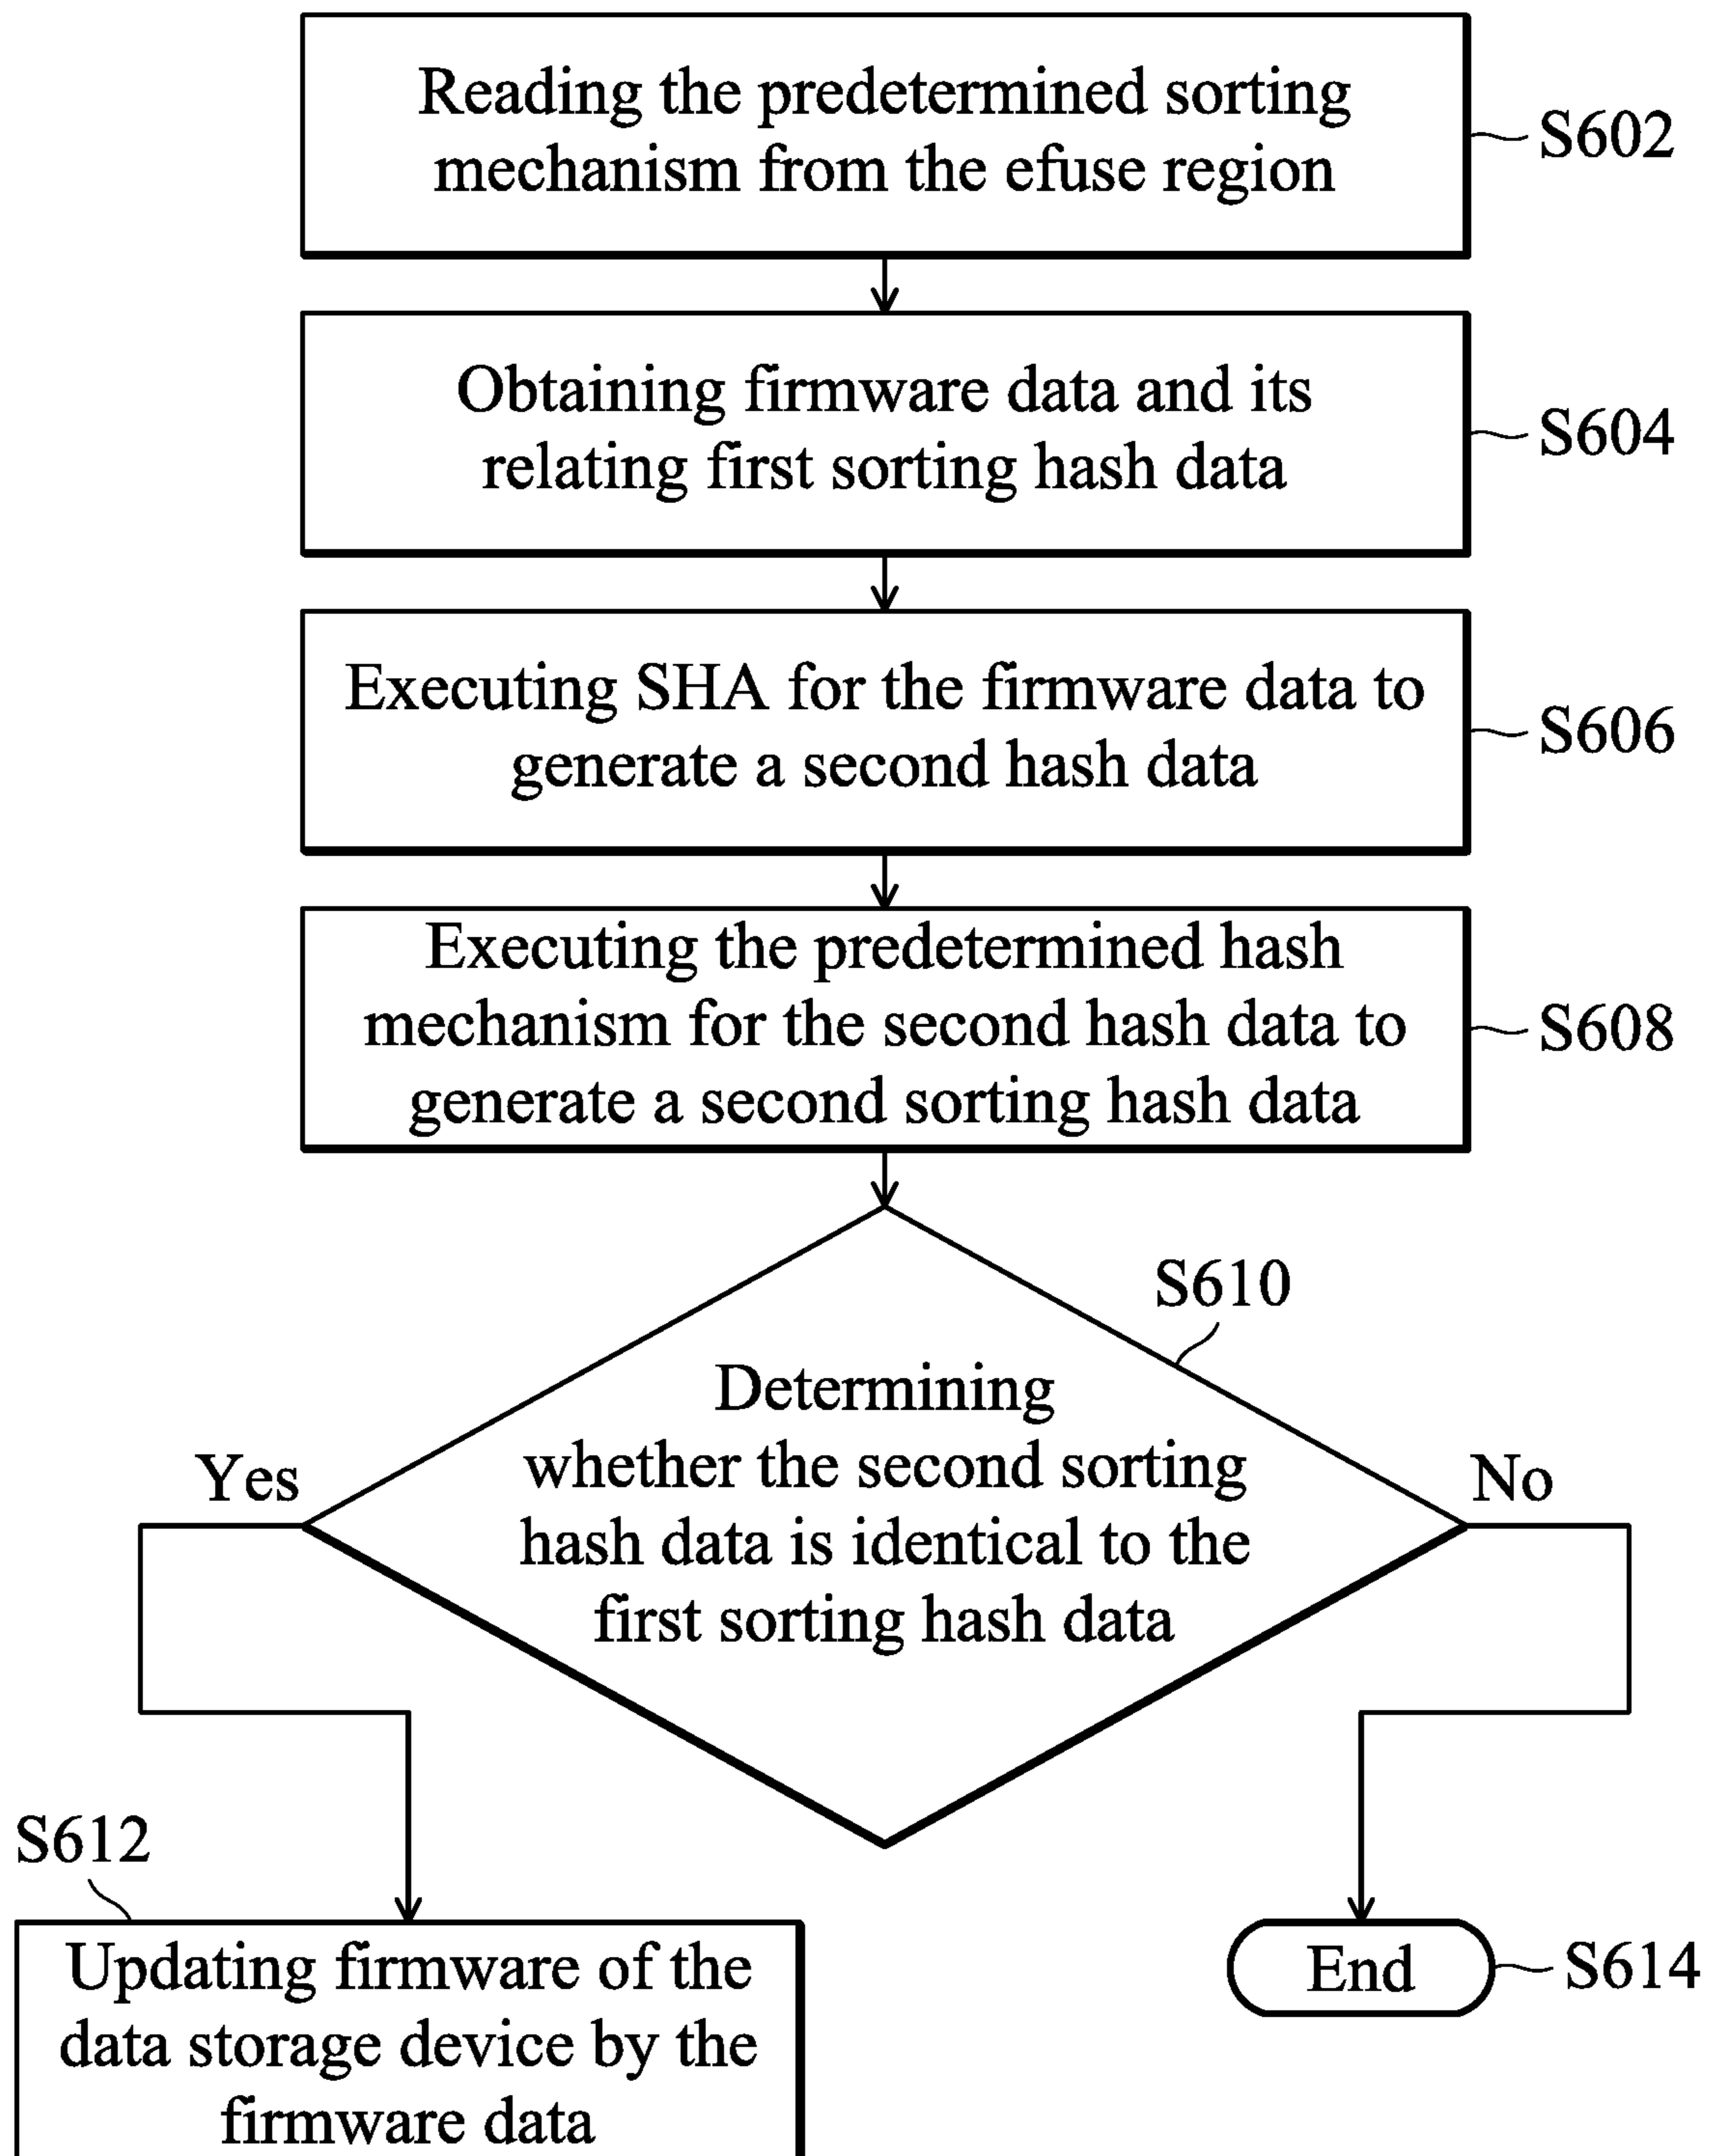 Reading the predetermined sorting
mechanism from the efuse region
S602
Obtaining firmware data and its
relating first sorting hash data
S604
Executing SHA for the firmware data to
generate a second hash data
S606
Executing the predetermined hash
mechanism for the second hash data to
generate a second sorting hash data
S608
S610
Determining
whether the second sorting
hash data is identical to the
first sorting hash data
Yes
No
S612
Updating firmware of the
data storage device by the
firmware data
End
S614